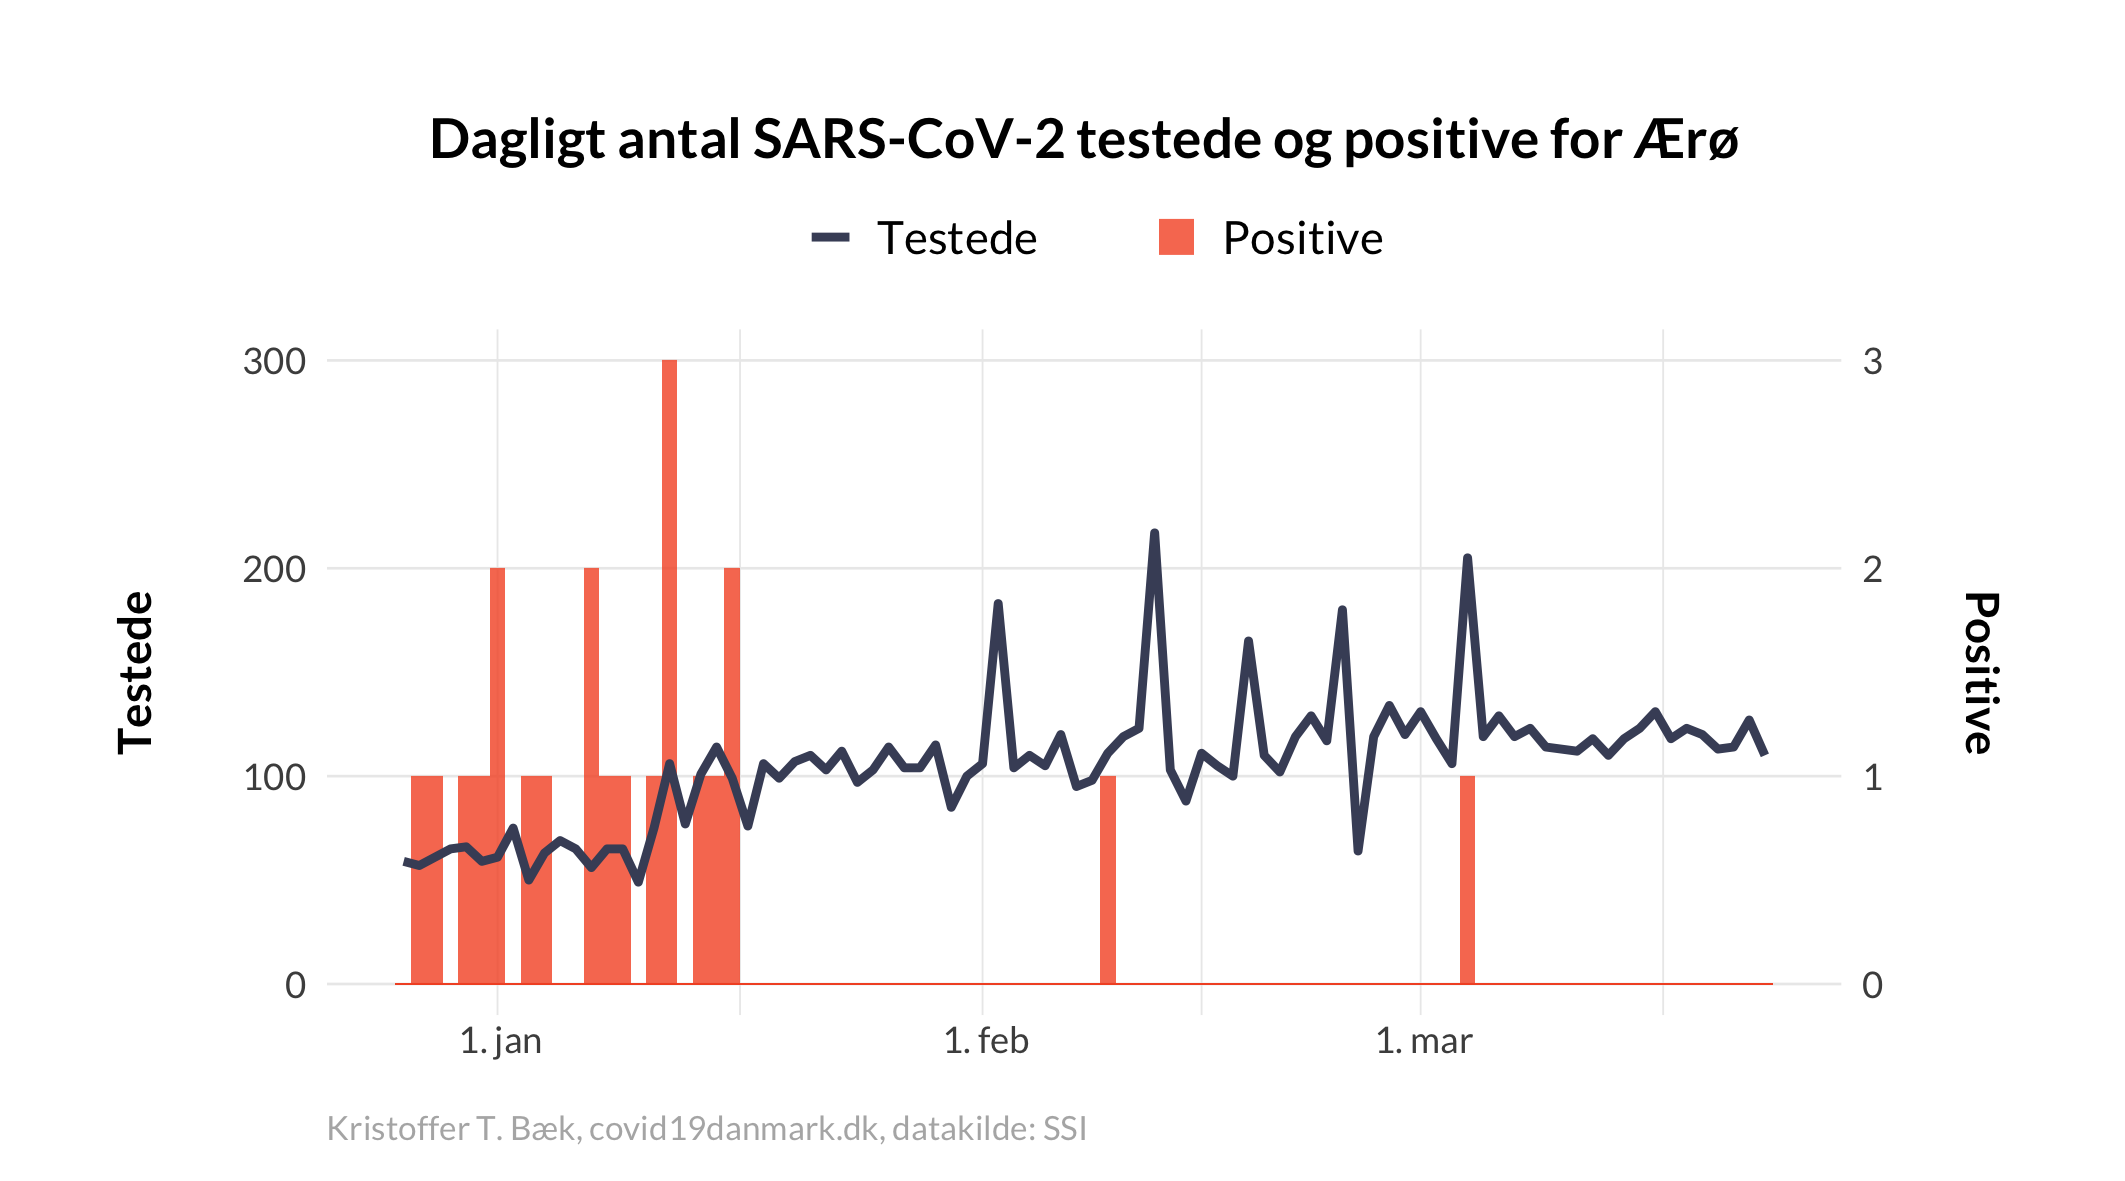 Dagligt antal SARS-CoV-2 testede og positive for Ærø
Testede Positive
300 3
200 2
100 1
0 0
Testede
Positive
1. jan 1. feb 1. mar
Kristoffer T. Bæk, covid19danmark.dk, datakilde: SSI